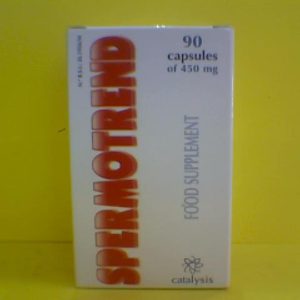 90
capsules
of 450 mg
SPERMOTREND
FOOD SUPPLEMENT
catalysis